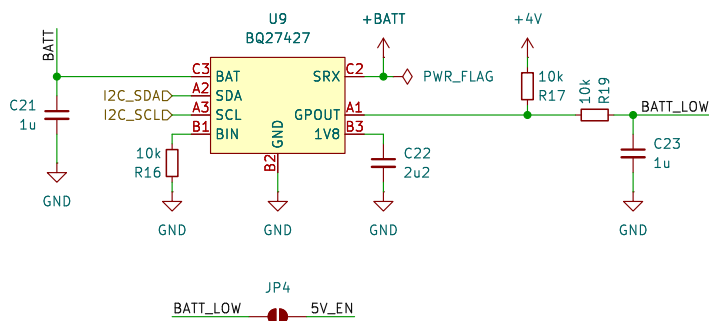 U9
BQ27427
+BATT
+4V
BATT
C3
BAT
SRX
C2
PWR_FLAG
I2C_SDA
A2
SDA
I2C_SCL
A3
SCL
GPOUT
A1
B1
BIN
1V8
B3
GND
B2
C21
1u
10k
R16
C22
2u2
10k
R17
10k
R19
BATT_LOW
C23
1u
GND
GND
GND
GND
GND
JP4
BATT_LOW
5V_EN